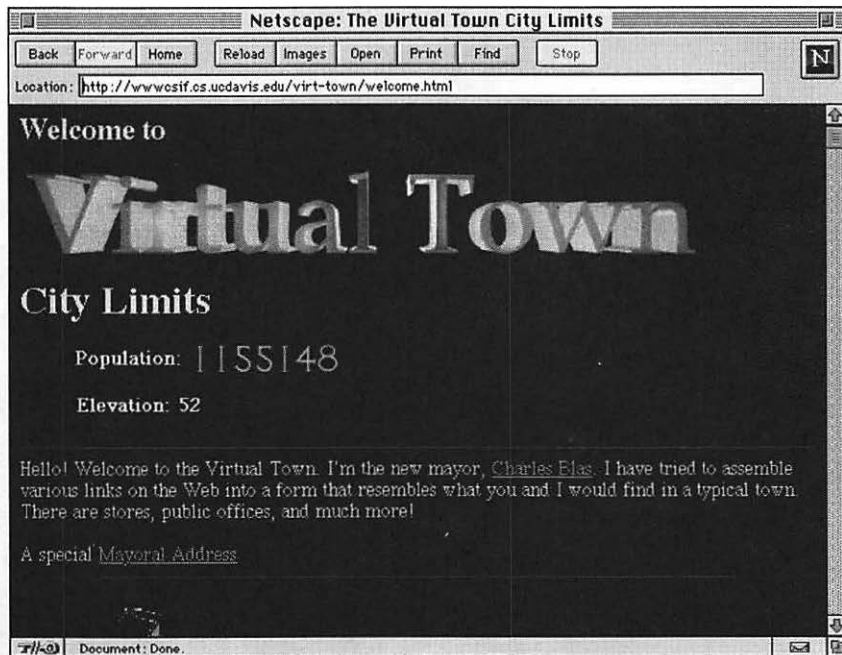 Netscape: The Virtual Town City Limits
Back Forward Home Reload Images Open Print Find Stop
N
Location: http://wwwcsif.cs.ucdavis.edu/virt-town/welcome.html
Welcome to
Virtual Town
City Limits
Population: 1155148
Elevation: 52
Hello! Welcome to the Virtual Town. I'm the new mayor, Charles Blas. I have tried to assemble
various links on the Web into a form that resembles what you and I would find in a typical town.
There are stores, public offices, and much more!
A special Mayoral Address
Document: Done.